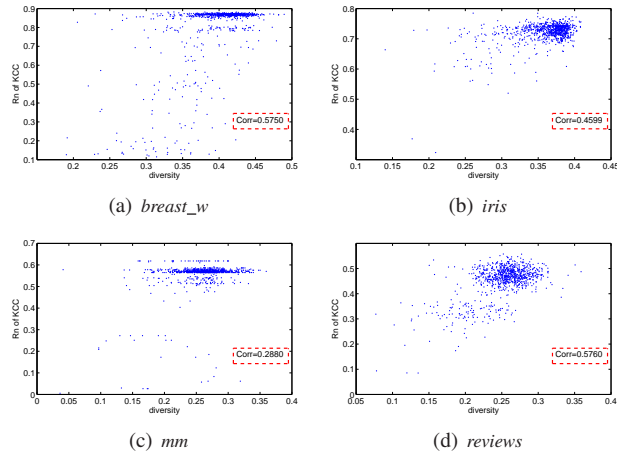 0.9
0.8
0.7
0.6
0.5
0.4
0.3
0.2
0.1
Rn of KCC
Corr=0.5750
0.2 0.25 0.3 0.35 0.4 0.45 0.5
diversity
(a) breast_w
0.8
0.7
0.6
0.5
0.4
Rn of KCC
Corr=0.4599
0.1 0.15 0.2 0.25 0.3 0.35 0.4 0.45
diversity
(b) iris
0.7
0.6
0.5
0.4
0.3
0.2
0.1
0
Rn of KCC
Corr=0.2880
0 0.05 0.1 0.15 0.2 0.25 0.3 0.35 0.4
diversity
(c) mm
0.5
0.4
0.3
0.2
0.1
0
Rn of KCC
Corr=0.5760
0.05 0.1 0.15 0.2 0.25 0.3 0.35 0.4
diversity
(d) reviews